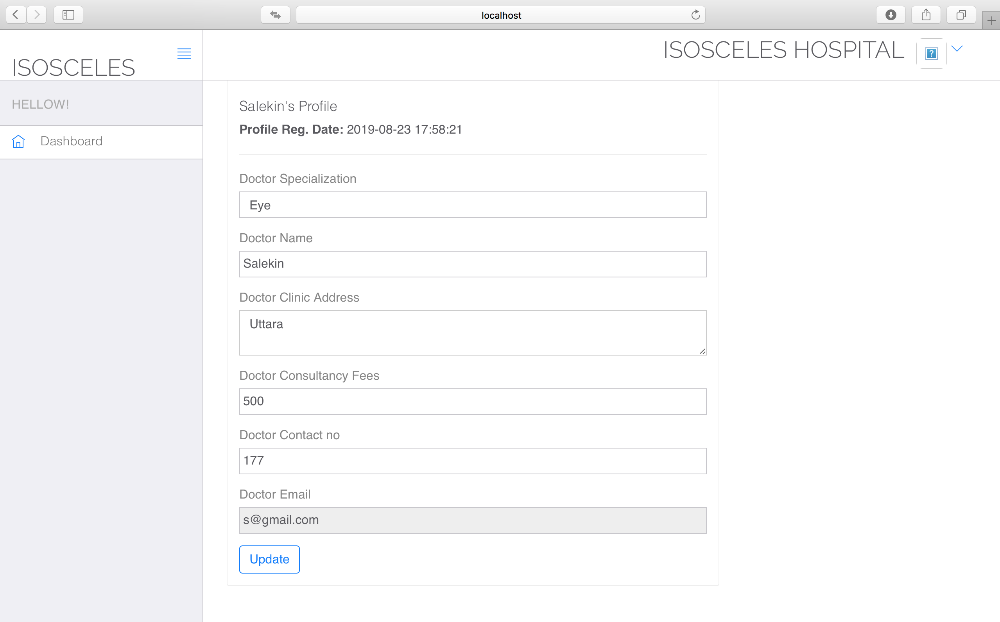 localhost
ISOSCELES
ISOSCELES HOSPITAL
?
HELLOW!
Dashboard
Salekin's Profile
Profile Reg. Date: 2019-08-23 17:58:21
Doctor Specialization
Eye
Doctor Name
Salekin
Doctor Clinic Address
Uttara
Doctor Consultancy Fees
500
Doctor Contact no
177
Doctor Email
s@gmail.com
Update